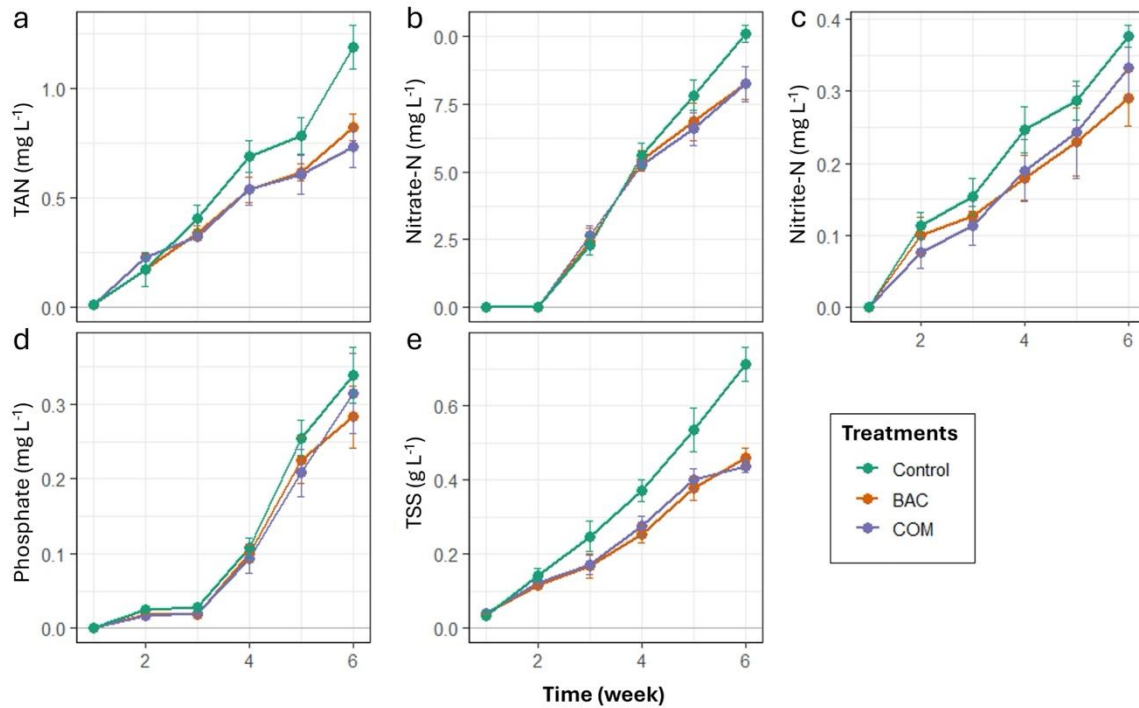 a
TAN (mg L⁻¹)
1.0
0.5
0.0
b
Nitrate-N (mg L⁻¹)
0.0
7.5
5.0
2.5
0.0
c
Nitrite-N (mg L⁻¹)
0.4
0.3
0.2
0.1
0.0
2 4 6
d
Phosphate (mg L⁻¹)
0.3
0.2
0.1
0.0
2 4 6
e
TSS (g L⁻¹)
0.6
0.4
0.2
0.0
2 4 6
Treatments
Control
BAC
COM
Time (week)